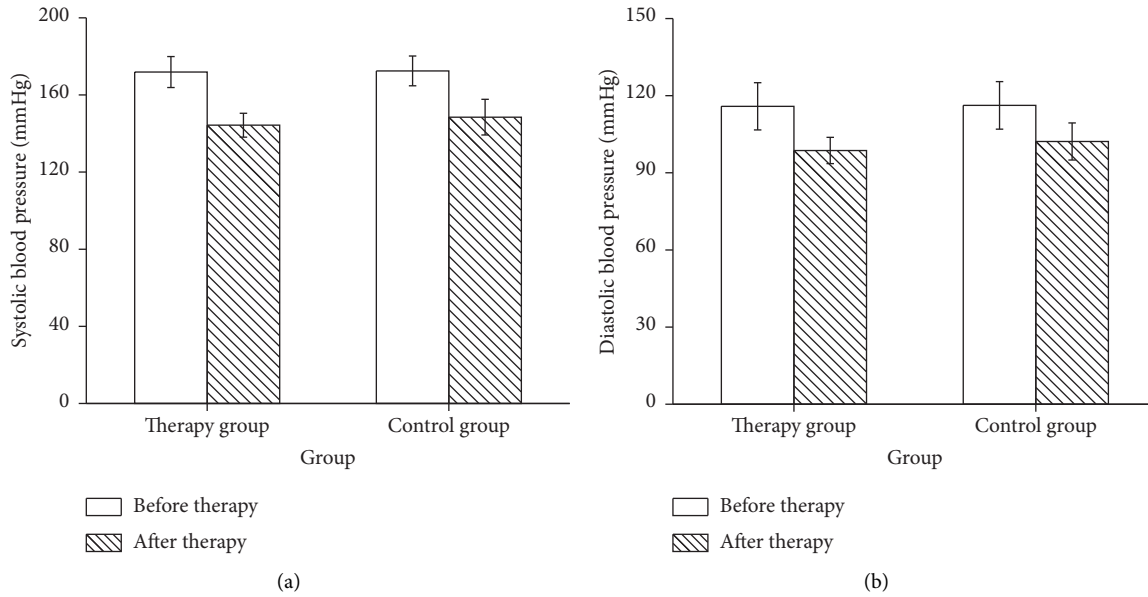 Systolic blood pressure (mmHg)
200
160
120
80
40
0
Therapy group
Control group
Group
Before therapy
After therapy
(a)
Diastolic blood pressure (mmHg)
150
120
90
60
30
0
Therapy group
Control group
Group
Before therapy
After therapy
(b)